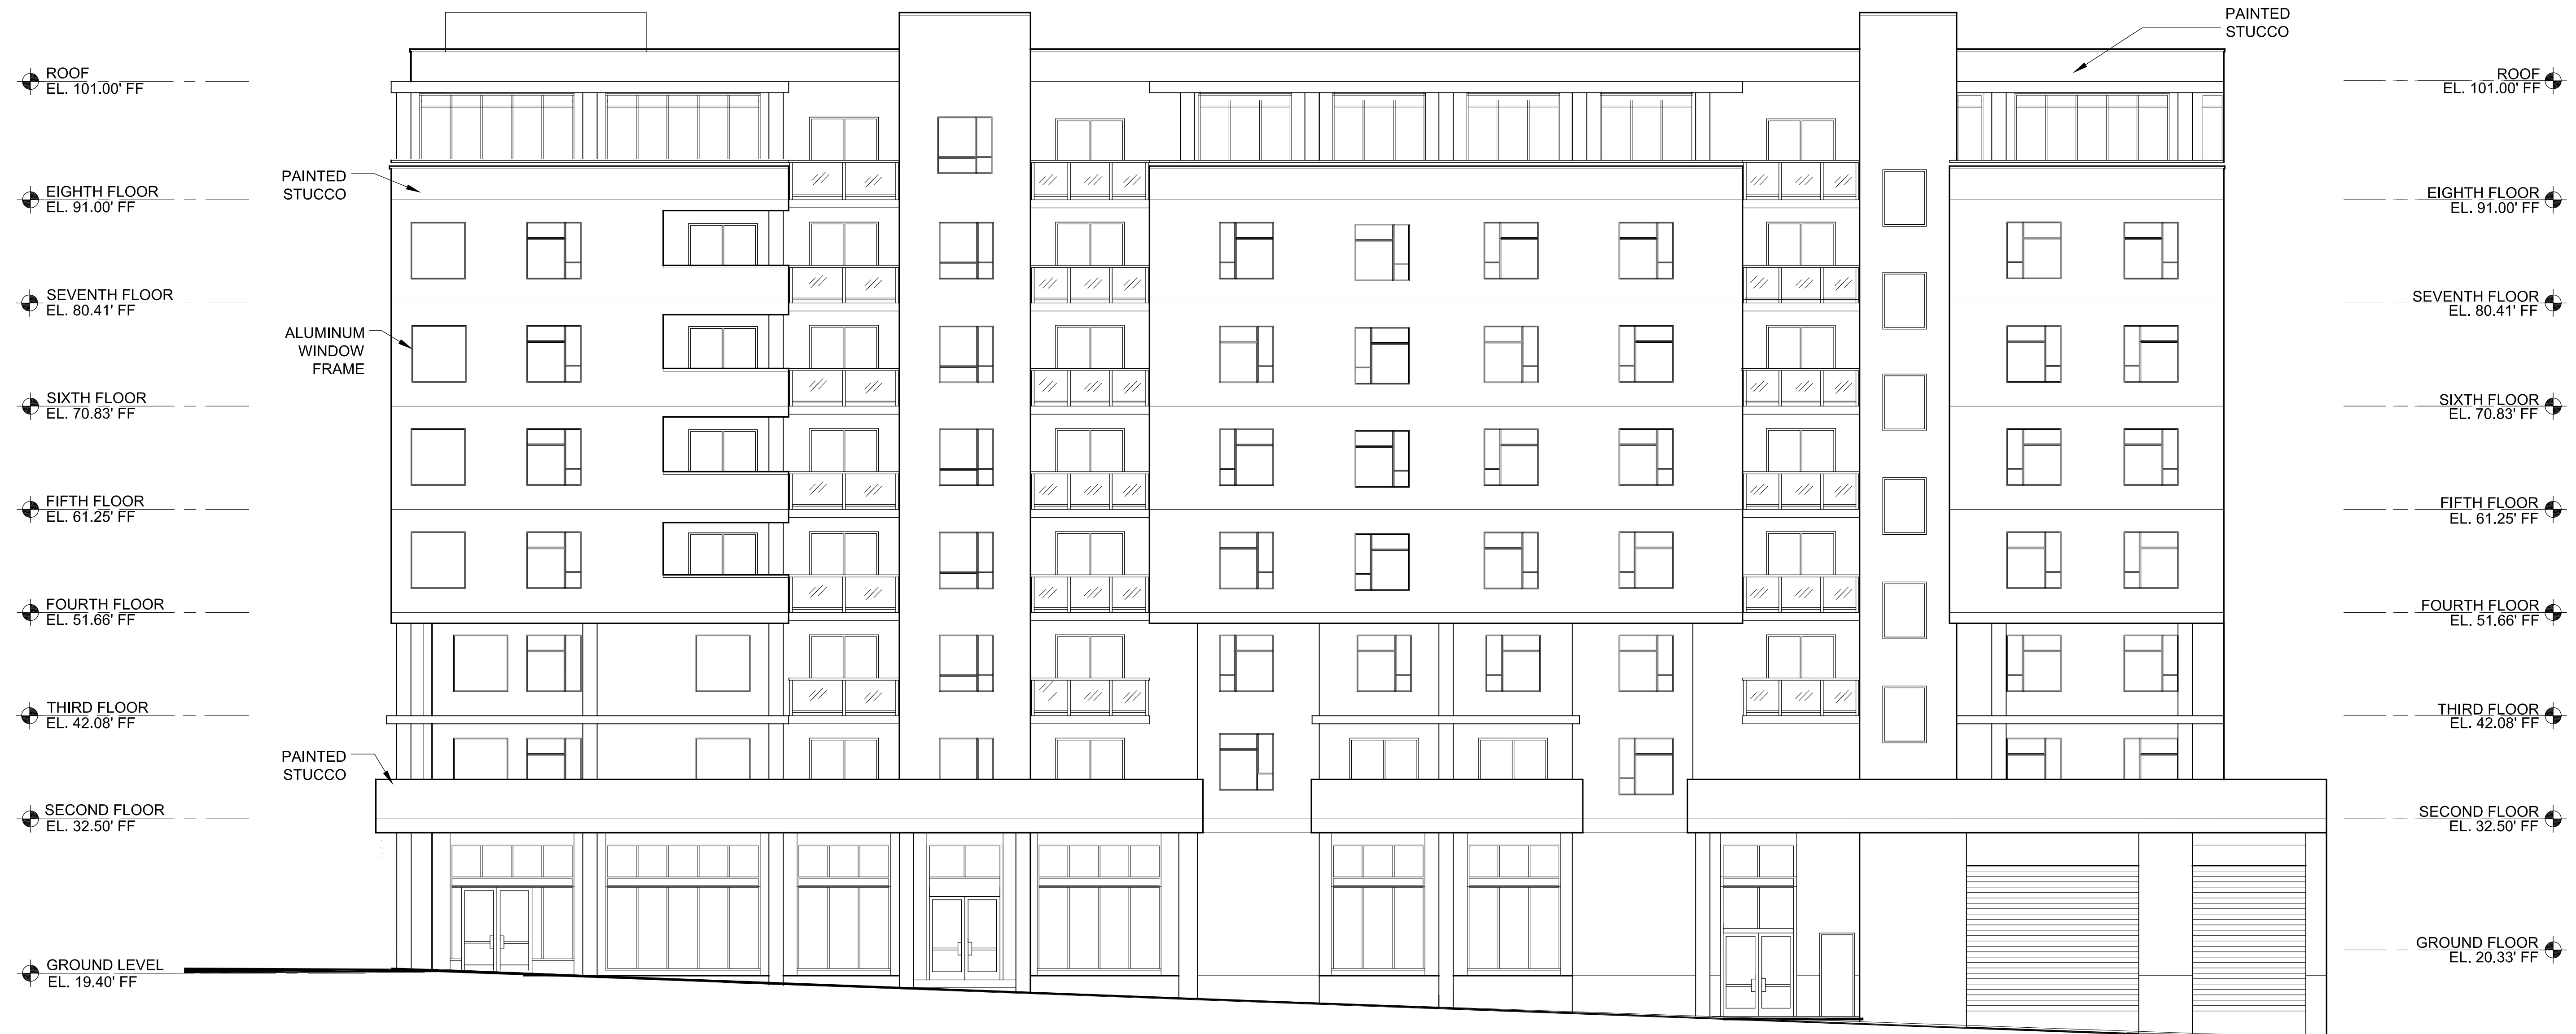 PAINTED
STUCCO
ROOF
EL. 101.00' FF
ROOF
EL. 101.00' FF
PAINTED
STUCCO
EIGHTH FLOOR
EL. 91.00' FF
EIGHTH FLOOR
EL. 91.00' FF
SEVENTH FLOOR
EL. 80.41' FF
SEVENTH FLOOR
EL. 80.41' FF
ALUMINUM
WINDOW
FRAME
SIXTH FLOOR
EL. 70.83' FF
SIXTH FLOOR
EL. 70.83' FF
FIFTH FLOOR
EL. 61.25' FF
FIFTH FLOOR
EL. 61.25' FF
FOURTH FLOOR
EL. 51.66' FF
FOURTH FLOOR
EL. 51.66' FF
THIRD FLOOR
EL. 42.08' FF
THIRD FLOOR
EL. 42.08' FF
PAINTED
STUCCO
SECOND FLOOR
EL. 32.50' FF
SECOND FLOOR
EL. 32.50' FF
GROUND FLOOR
EL. 20.33' FF
GROUND LEVEL
EL. 19.40' FF